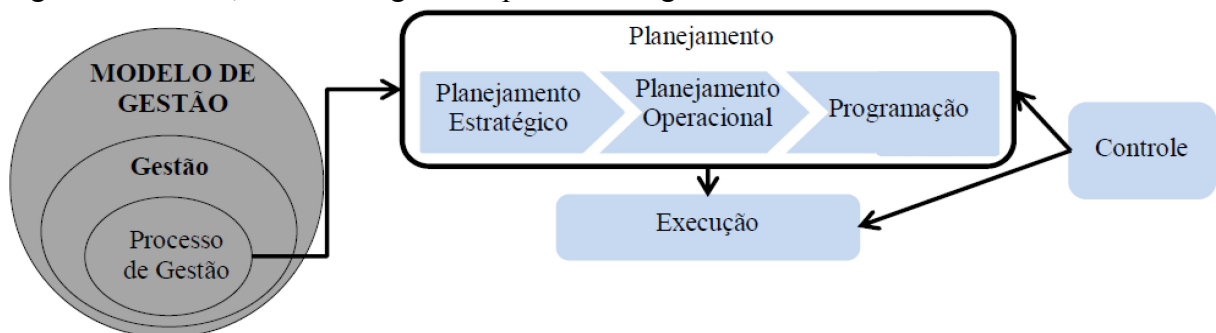 MODELO DE
GESTÃO
Gestão
Processo
de Gestão
Planejamento
Planejamento
Estratégico
Planejamento
Operacional
Programação
Execução
Controle